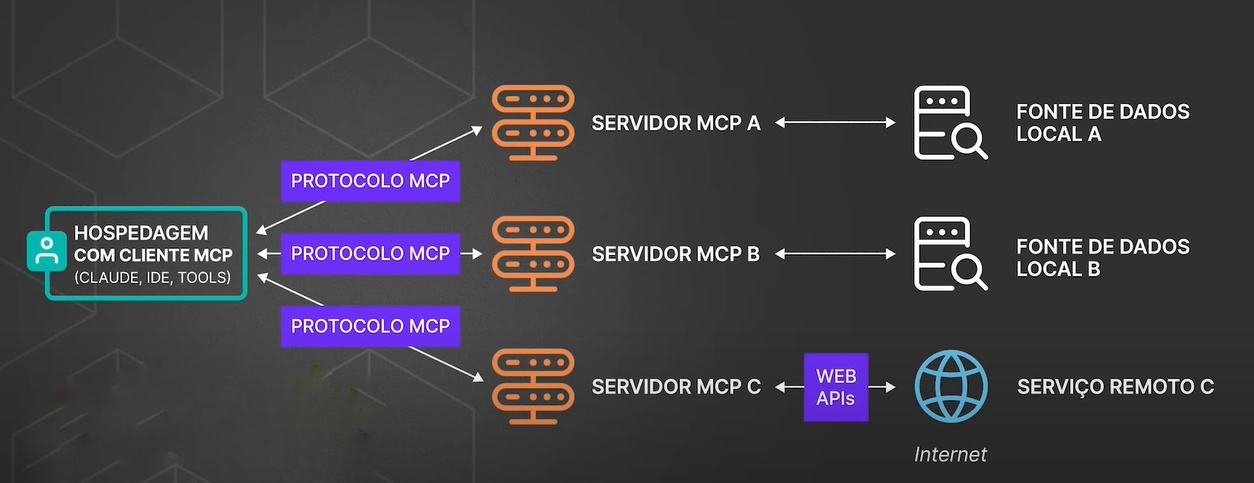 HOSPEDAGEM
COM CLIENTE MCP
(CLAUDE, IDE, TOOLS)
PROTOCOLO MCP
PROTOCOLO MCP
PROTOCOLO MCP
SERVIDOR MCP A
FONTE DE DADOS
LOCAL A
SERVIDOR MCP B
FONTE DE DADOS
LOCAL B
SERVIDOR MCP C
WEB
APIs
SERVIÇO REMOTO C
Internet